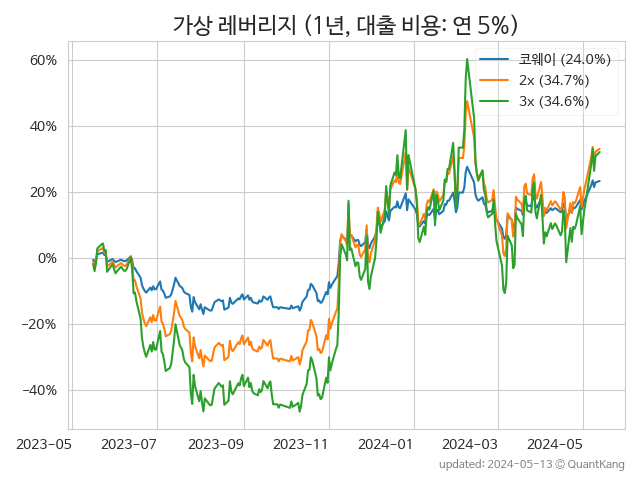 가상 레버리지 (1년, 대출 비용: 연 5%)
코웨이 (24.0%)
2x (34.7%)
3x (34.6%)
60%
40%
20%
0%
−20%
−40%
2023-05 2023-07 2023-09 2023-11 2024-01 2024-03 2024-05
updated: 2024-05-13 © QuantKang